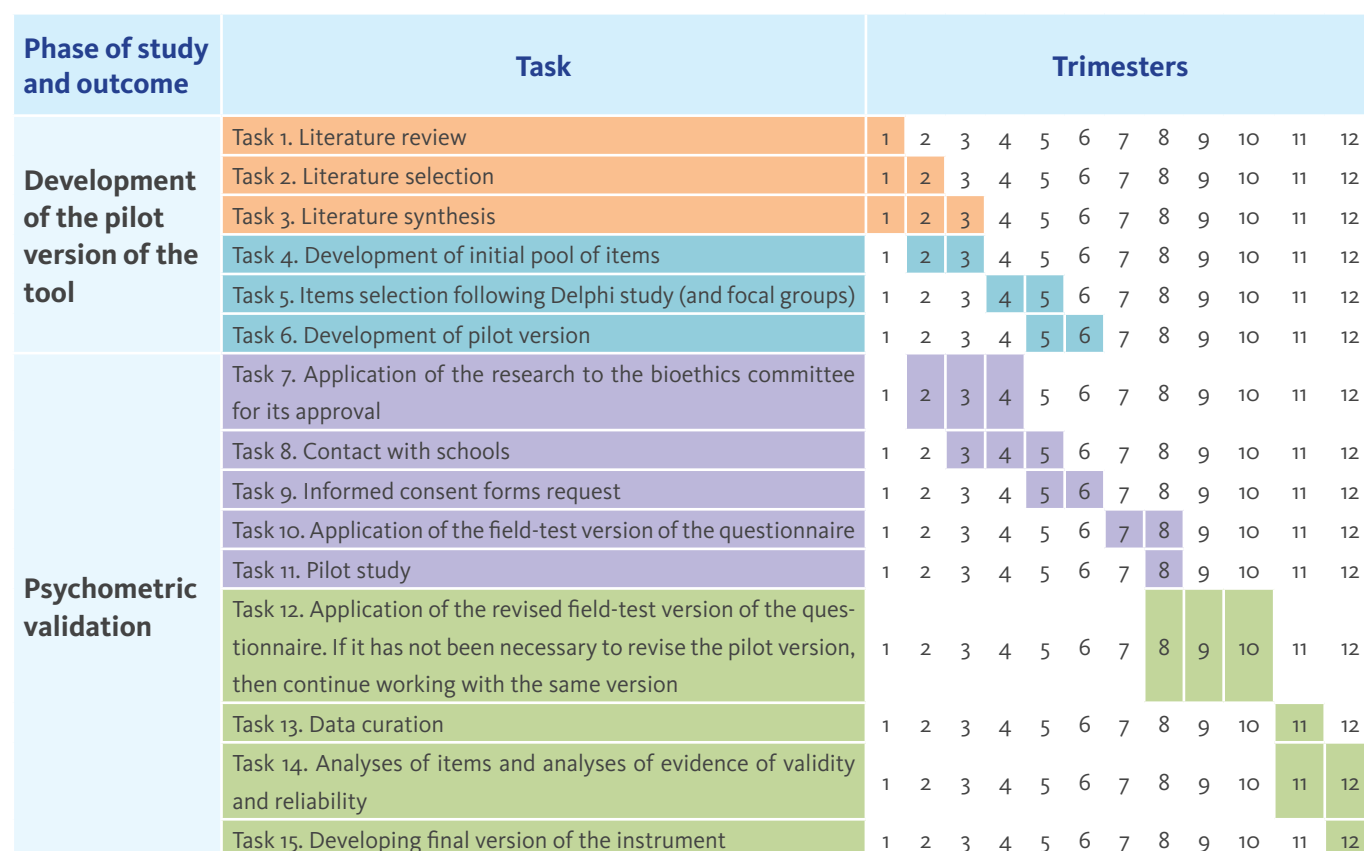 Phase of study
and outcome
Task
Trimesters
Development
of the pilot
version of the
tool
Task 1. Literature review 1 2 3 4 5 6 7 8 9 10 11 12
Task 2. Literature selection 1 2 3 4 5 6 7 8 9 10 11 12
Task 3. Literature synthesis 1 2 3 4 5 6 7 8 9 10 11 12
Task 4. Development of initial pool of items 1 2 3 4 5 6 7 8 9 10 11 12
Task 5. Items selection following Delphi study (and focal groups) 1 2 3 4 5 6 7 8 9 10 11 12
Task 6. Development of pilot version 1 2 3 4 5 6 7 8 9 10 11 12
Psychometric
validation
Task 7. Application of the research to the bioethics committee
for its approval
1 2 3 4 5 6 7 8 9 10 11 12
Task 8. Contact with schools 1 2 3 4 5 6 7 8 9 10 11 12
Task 9. Informed consent forms request 1 2 3 4 5 6 7 8 9 10 11 12
Task 10. Application of the field-test version of the questionnaire 1 2 3 4 5 6 7 8 9 10 11 12
Task 11. Pilot study 1 2 3 4 5 6 7 8 9 10 11 12
Task 12. Application of the revised field-test version of the ques-
tionnaire. If it has not been necessary to revise the pilot version,
then continue working with the same version
1 2 3 4 5 6 7 8 9 10 11 12
Task 13. Data curation 1 2 3 4 5 6 7 8 9 10 11 12
Task 14. Analyses of items and analyses of evidence of validity
and reliability
1 2 3 4 5 6 7 8 9 10 11 12
Task 15. Developing final version of the instrument 1 2 3 4 5 6 7 8 9 10 11 12